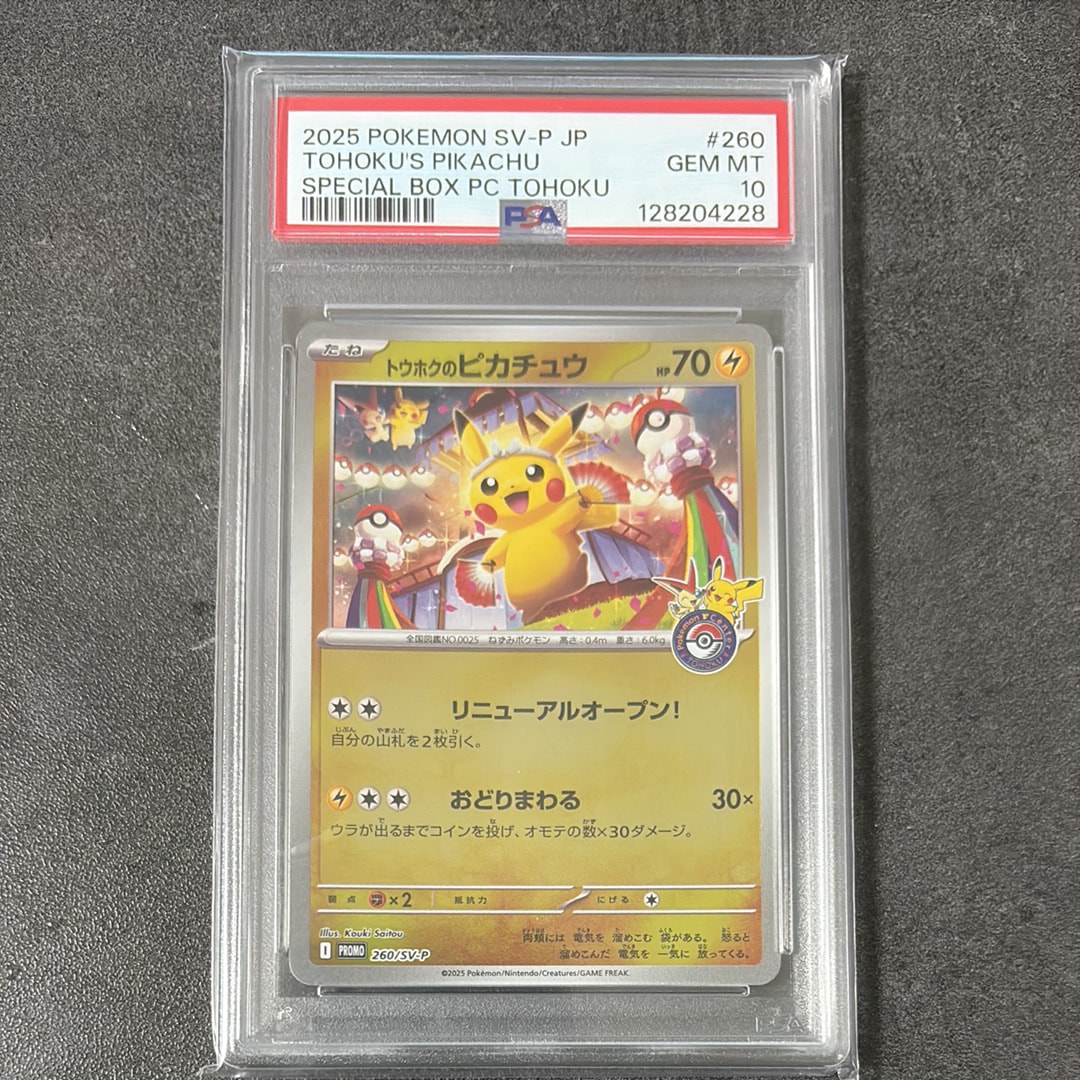 2025 POKEMON SV-P JP #260
TOHOKU'S PIKACHU GEM MT
SPECIAL BOX PC TOHOKU 10
PSA 128204228
たね トウホクのピカチュウ HP 70
全国図鑑NO.0025 ねずみポケモン 高さ:0.4m 重さ:6.0kg
Pokémon Center
TOHOKU
リニューアルオープン!
自分の山札を2枚引く。
おどりまわる 30×
ウラが出るまでコインを投げ、オモテの数×30ダメージ。
弱点 ×2 抵抗力 にげる
Illus. Kouki Saitou
両頬には 電気を 溜めこむ 袋がある。 怒ると
I PROMO 260/SV-P
溜めこんだ 電気を 一気に 放ってくる。
©2025 Pokémon/Nintendo/Creatures/GAME FREAK.